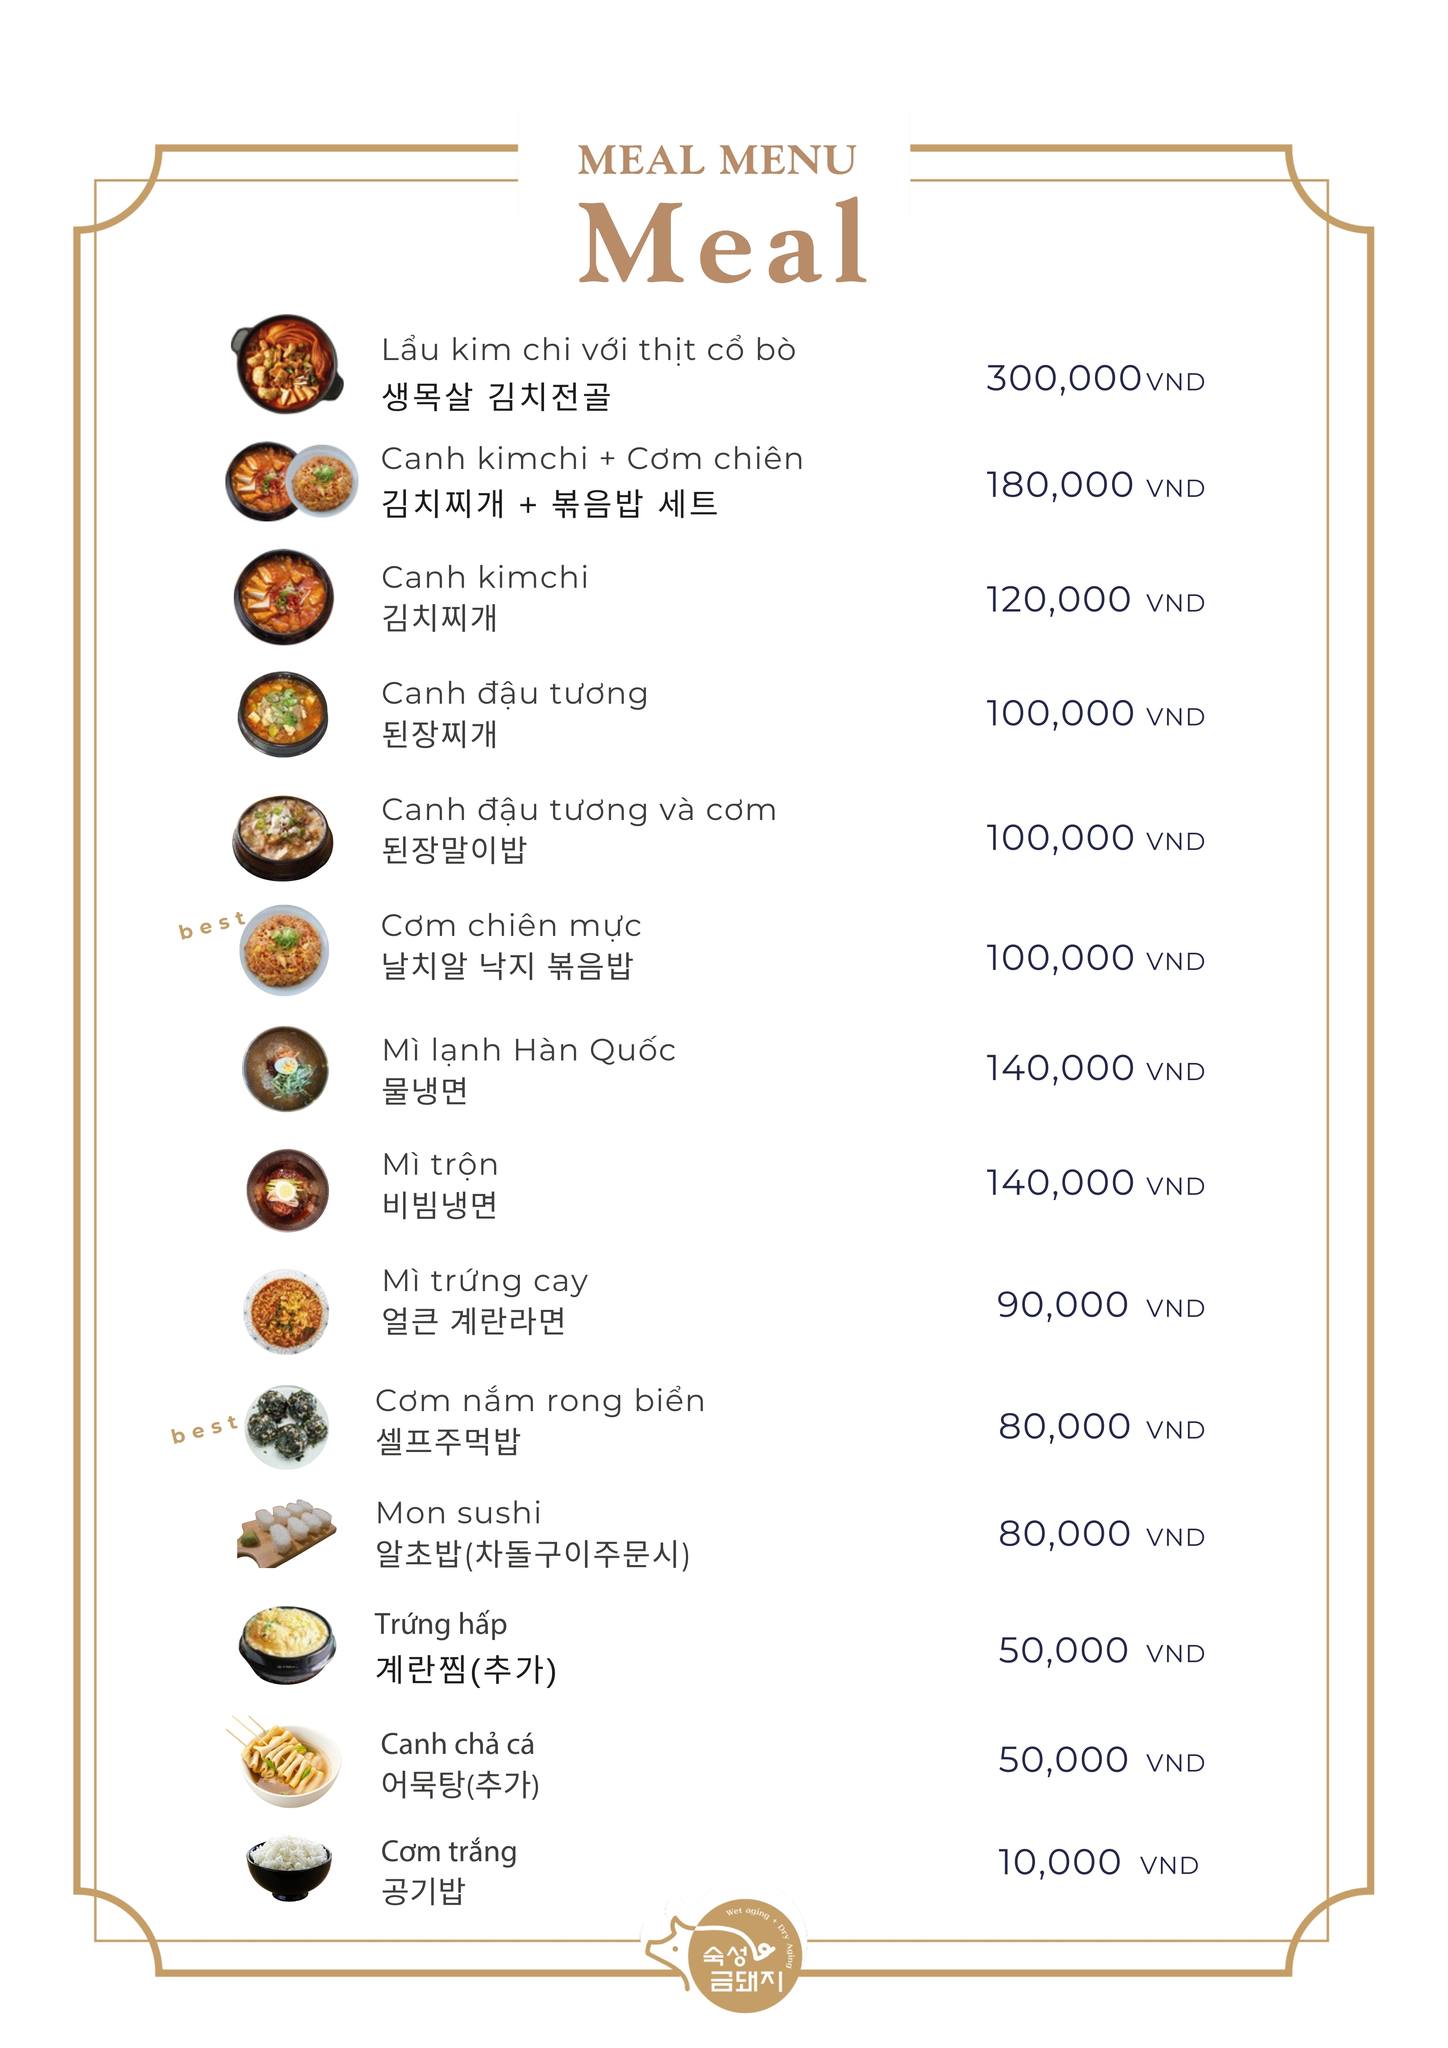 MEAL MENU
Meal
Lẩu kim chi với thịt cổ bò
생목살 김치전골
300,000VND
Canh kimchi + Cơm chiên
김치찌개 + 볶음밥 세트
180,000 VND
Canh kimchi
김치찌개
120,000 VND
Canh đậu tương
된장찌개
100,000 VND
Canh đậu tương và cơm
된장말이밥
100,000 VND
best
Cơm chiên mực
날치알 낙지 볶음밥
100,000 VND
Mì lạnh Hàn Quốc
물냉면
140,000 VND
Mì trộn
비빔냉면
140,000 VND
Mì trứng cay
얼큰 계란라면
90,000 VND
best
Cơm nắm rong biển
셀프주먹밥
80,000 VND
Mon sushi
알초밥(차돌구이주문시)
80,000 VND
Trứng hấp
계란찜(추가)
50,000 VND
Canh chả cá
어묵탕(추가)
50,000 VND
Cơm trắng
공기밥
10,000 VND
Wet aging + Dry Aging
숙성
금돼지